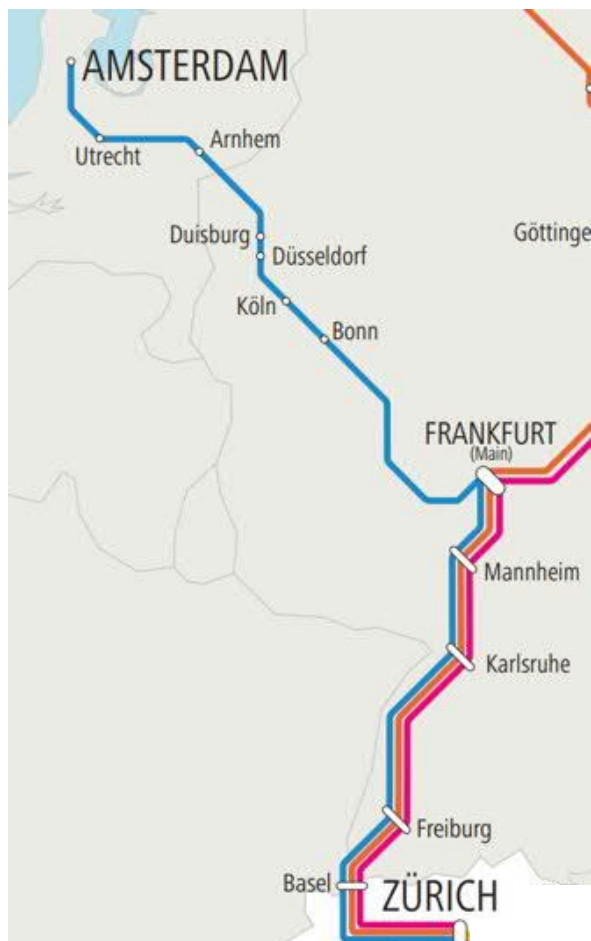 AMSTERDAM
Utrecht
Arnhem
Duisburg
Düsseldorf
Göttinge
Köln
Bonn
FRANKFURT
(Main)
Mannheim
Karlsruhe
Freiburg
Basel
ZÜRICH